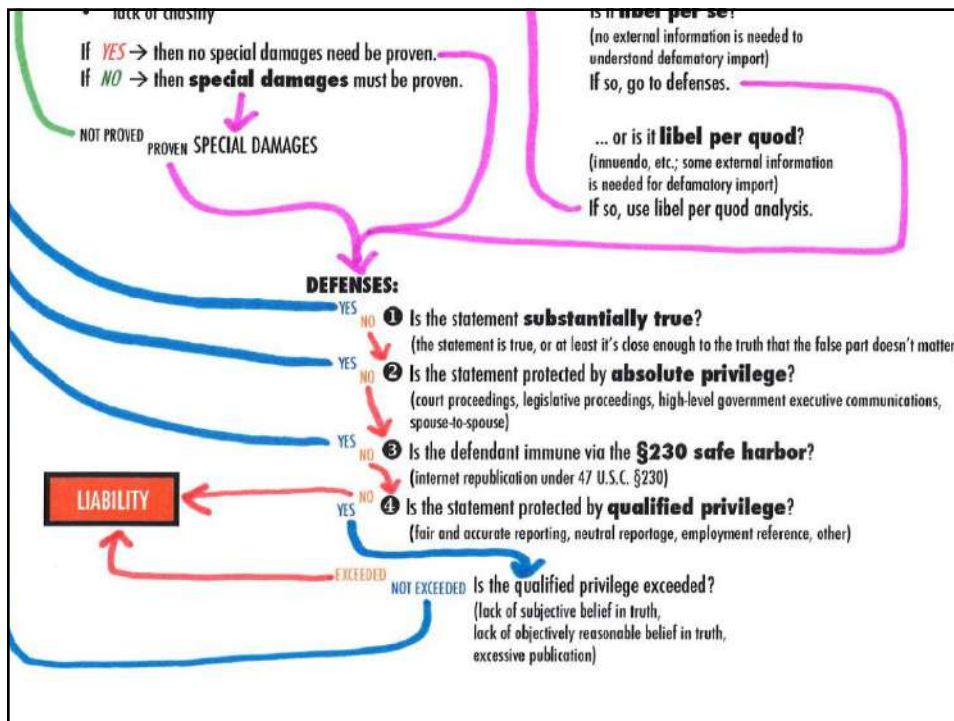 • lack of chastity
If YES → then no special damages need be proven.
If NO → then special damages must be proven.
NOT PROVED
PROVEN SPECIAL DAMAGES
Is it libel per se?
(no external information is needed to
understand defamatory import)
If so, go to defenses.
... or is it libel per quod?
(innuendo, etc.; some external information
is needed for defamatory import)
If so, use libel per quod analysis.
DEFENSES:
YES
NO ❶ Is the statement substantially true?
(the statement is true, or at least it's close enough to the truth that the false part doesn't matter
YES
NO ❷ Is the statement protected by absolute privilege?
(court proceedings, legislative proceedings, high-level government executive communications,
spouse-to-spouse)
YES
NO ❸ Is the defendant immune via the §230 safe harbor?
(internet republication under 47 U.S.C. §230)
LIABILITY
NO
YES ❹ Is the statement protected by qualified privilege?
(fair and accurate reporting, neutral reportage, employment reference, other)
EXCEEDED
NOT EXCEEDED Is the qualified privilege exceeded?
(lack of subjective belief in truth,
lack of objectively reasonable belief in truth,
excessive publication)